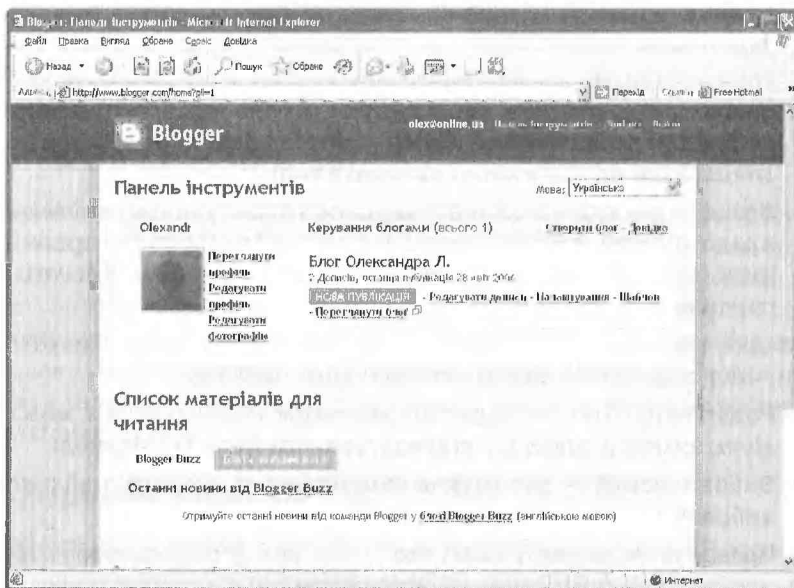 Blogger: Панель інструментів - Microsoft Internet Explorer
Файл Правка Вигляд Обране Сервіс Довідка
Назад Пошук Обране
http://www.blogger.com/home?pli=1 Перехід Free Hotmail
Blogger
olex@online.ua
Панель інструментів
Мова: Українська
Olexandr
Переглянути профіль
Редагувати профіль
Редагувати фотографію
Керування блогами (всього 1)
Створити блог - Довідка
Блог Олександра Л.
2 Дописів, остання публікація 28 квіт
НОВА ПУБЛІКАЦІЯ - Редагувати дописи - Налаштування - Шаблон
- Переглянути блог
Список матеріалів для
читання
Blogger Buzz
Останні новини від Blogger Buzz
Отримуйте останні новини від команди Blogger у блозі Blogger Buzz (англійською мовою)
Интернет